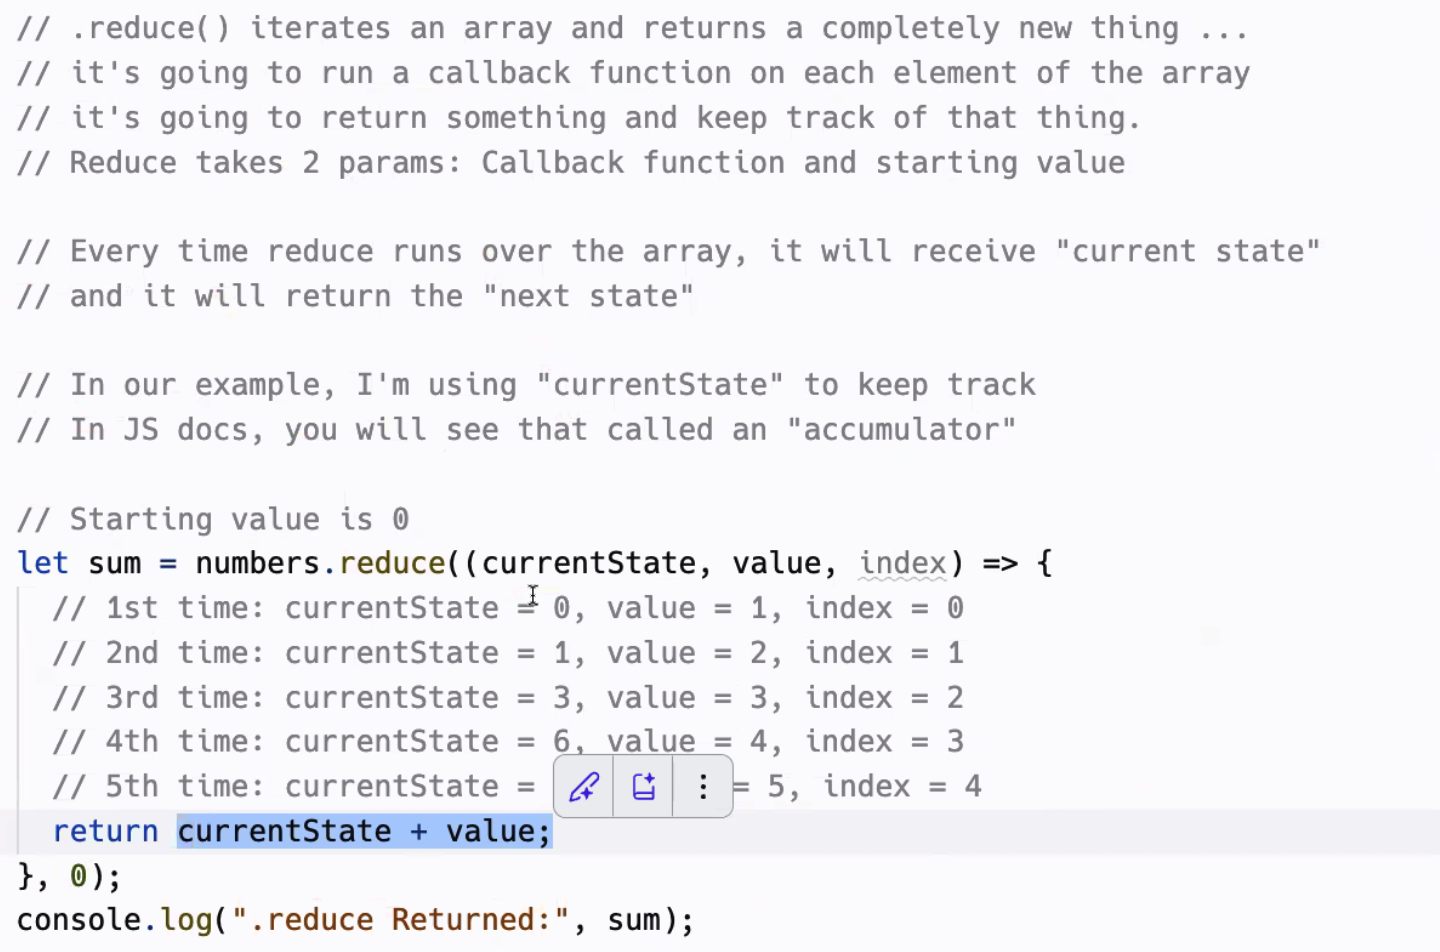 // .reduce() iterates an array and returns a completely new thing ...
// it's going to run a callback function on each element of the array
// it's going to return something and keep track of that thing.
// Reduce takes 2 params: Callback function and starting value
// Every time reduce runs over the array, it will receive "current state"
// and it will return the "next state"
// In our example, I'm using "currentState" to keep track
// In JS docs, you will see that called an "accumulator"
// Starting value is 0
let sum = numbers.reduce((currentState, value, index) => {
// 1st time: currentState = 0, value = 1, index = 0
// 2nd time: currentState = 1, value = 2, index = 1
// 3rd time: currentState = 3, value = 3, index = 2
// 4th time: currentState = 6, value = 4, index = 3
// 5th time: currentState = = 5, index = 4
return currentState + value;
}, 0);
console.log(".reduce Returned:", sum);